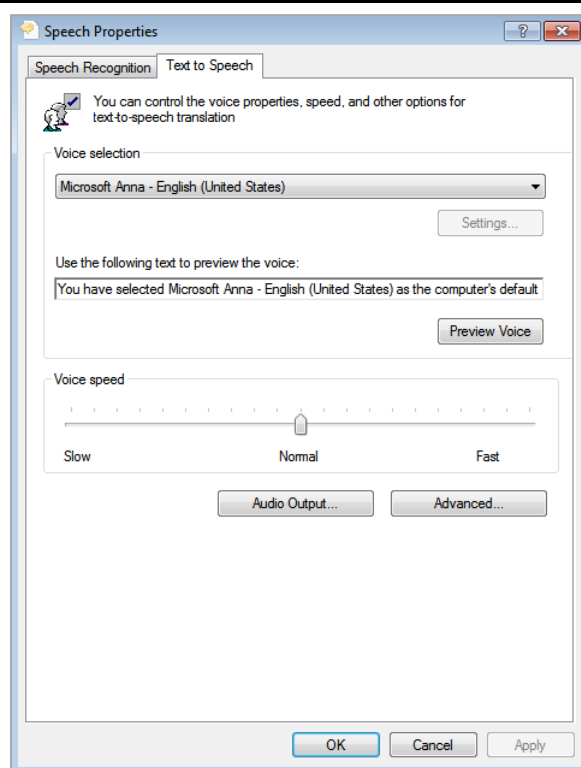 Speech Properties
Speech Recognition Text to Speech
You can control the voice properties, speed, and other options for
text-to-speech translation
Voice selection
Microsoft Anna - English (United States)
Settings...
Use the following text to preview the voice:
You have selected Microsoft Anna - English (United States) as the computer's default
Preview Voice
Voice speed
Slow Normal Fast
Audio Output... Advanced...
OK Cancel Apply